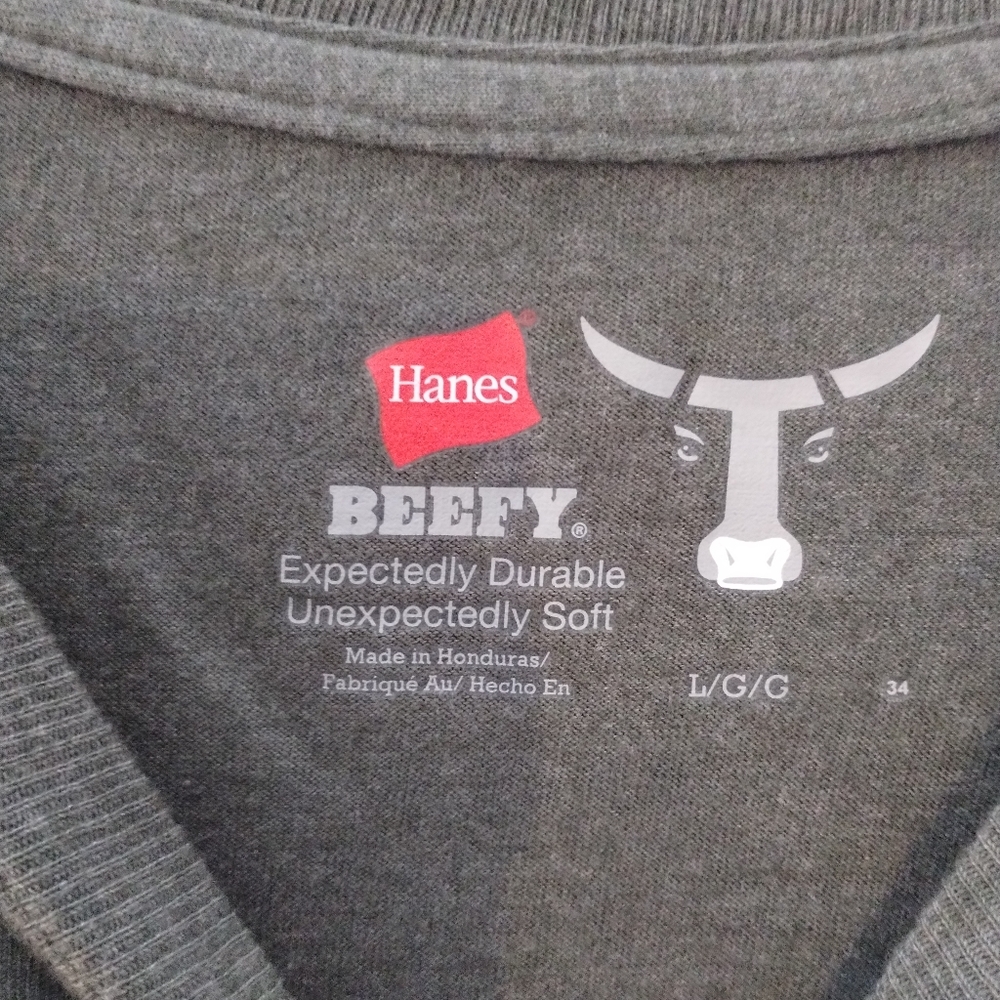 Hanes®
BEEFY®
Expectedly Durable
Unexpectedly Soft
Made in Honduras/
Fabriqué Au/ Hecho En
L/G/G
34